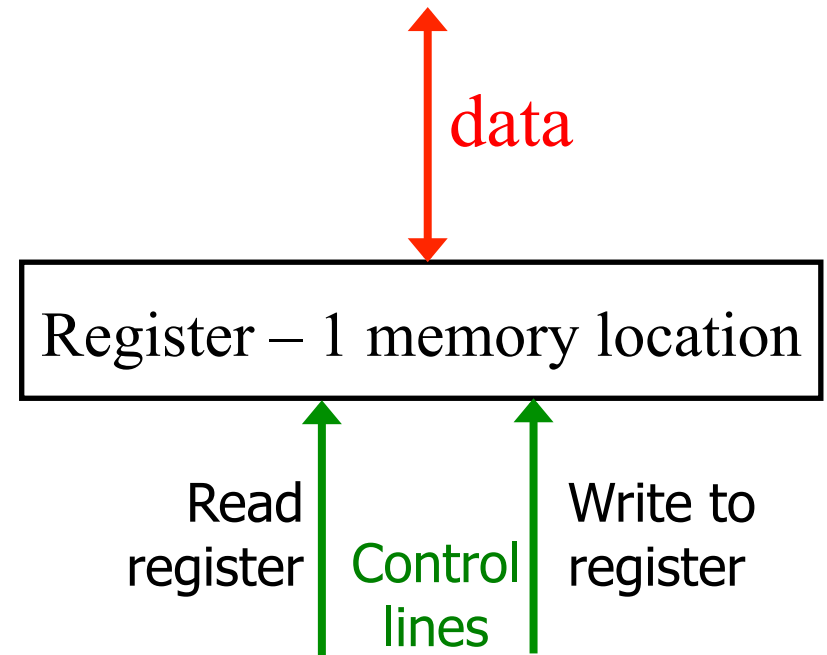 data
Register – 1 memory location
Read
register
Control
lines
Write to
register